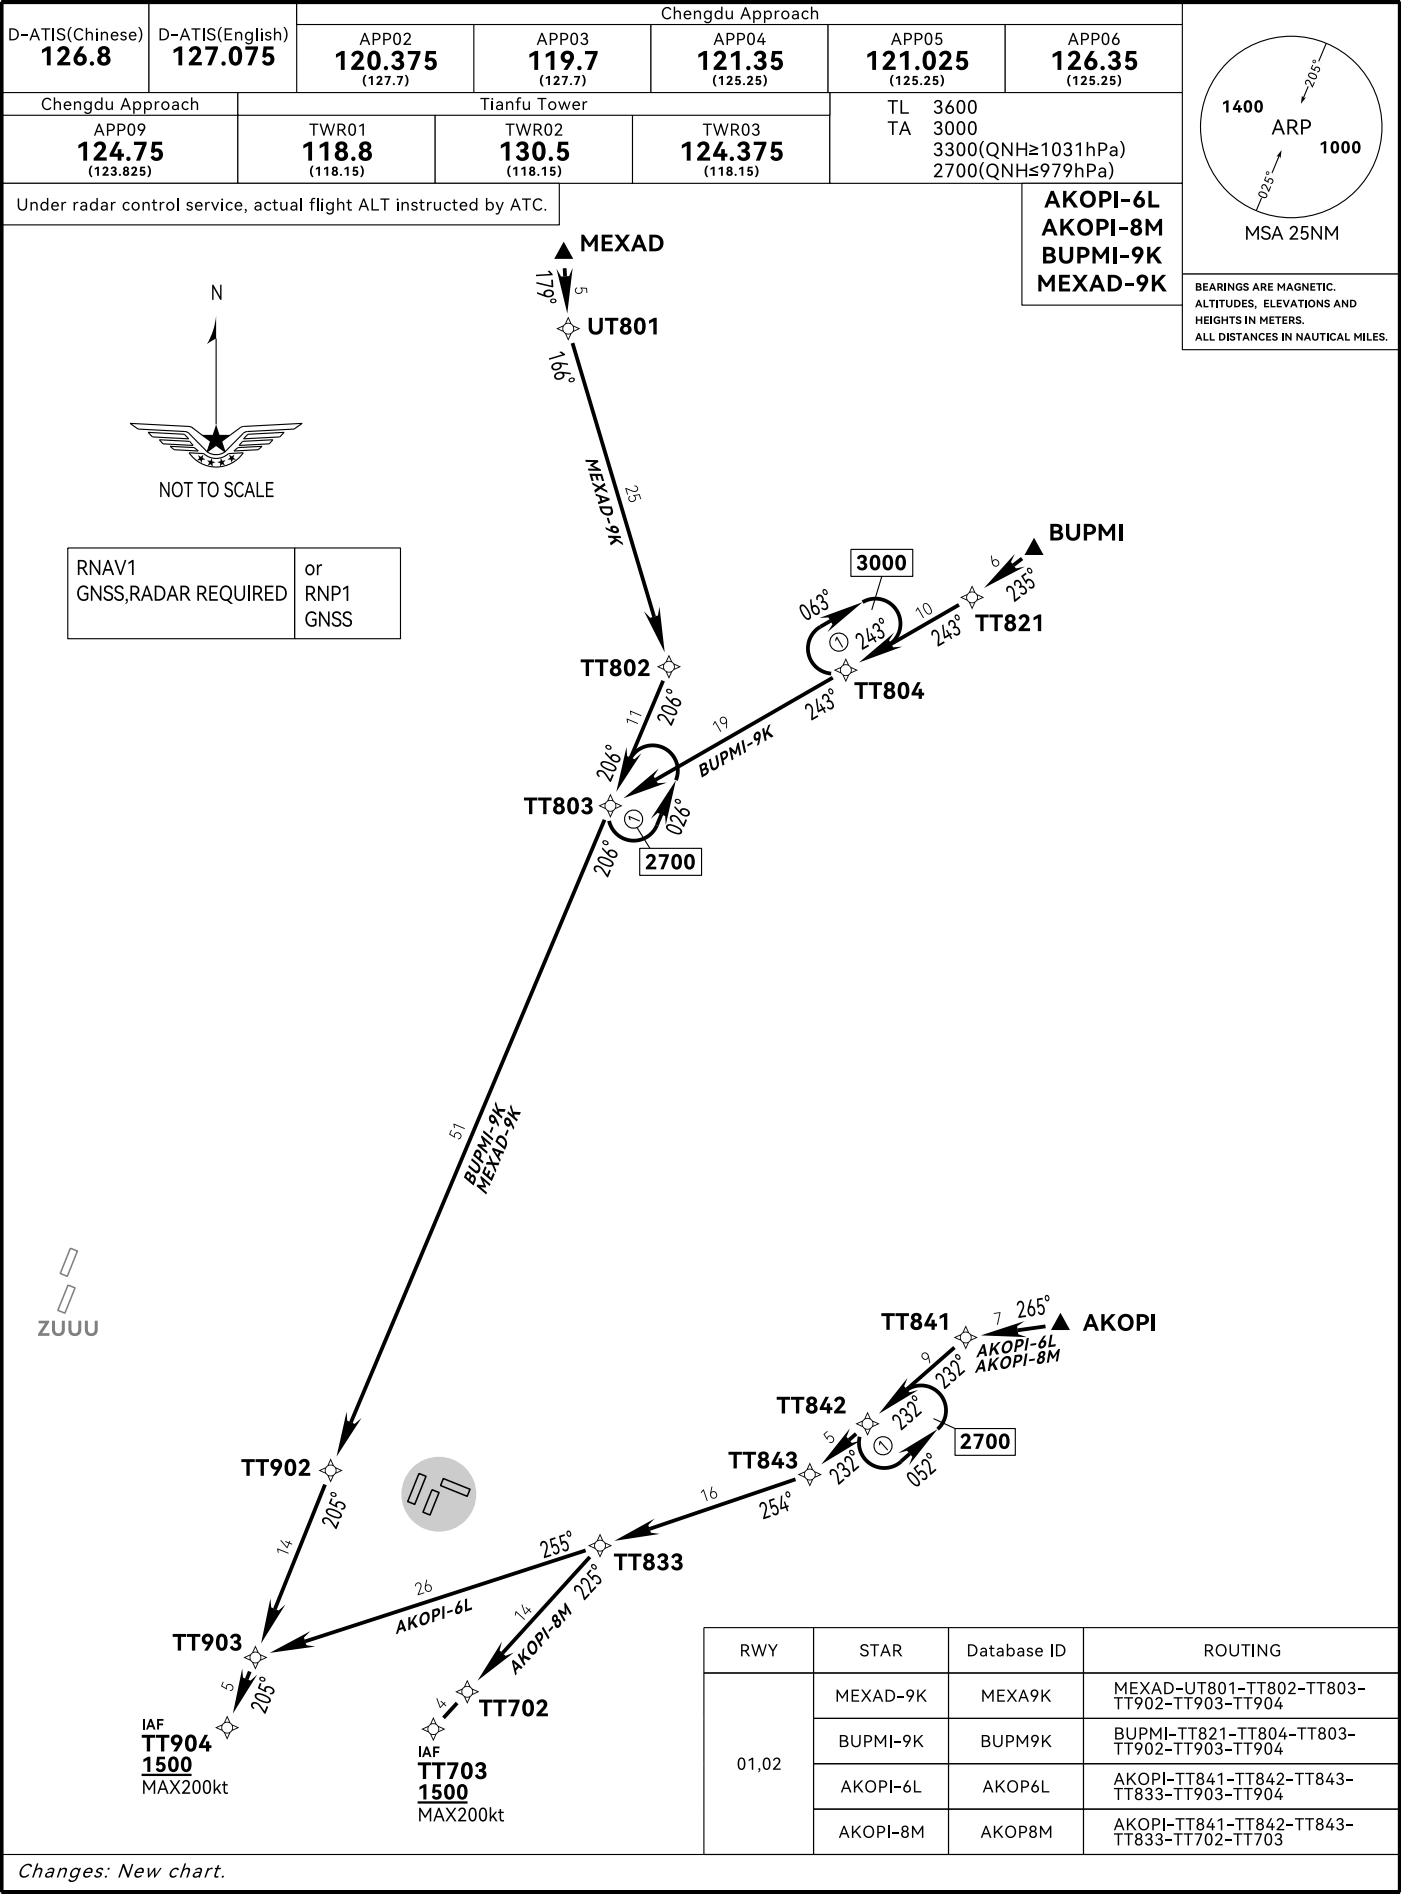 Chengdu Approach
D-ATIS(Chinese)
126.8
D-ATIS(English)
127.075
APP02
120.375
(127.7)
APP03
119.7
(127.7)
APP04
121.35
(125.25)
APP05
121.025
(125.25)
APP06
126.35
(125.25)
Chengdu Approach
APP09
124.75
(123.825)
Tianfu Tower
TWR01
118.8
(118.15)
TWR02
130.5
(118.15)
TWR03
124.375
(118.15)
TL 3600
TA 3000
3300(QNH≥1031hPa)
2700(QNH≤979hPa)
205°
1400
ARP
1000
025°
MSA 25NM
Under radar control service, actual flight ALT instructed by ATC.
AKOPI-6L
AKOPI-8M
BUPMI-9K
MEXAD-9K
BEARINGS ARE MAGNETIC.
ALTITUDES, ELEVATIONS AND
HEIGHTS IN METERS.
ALL DISTANCES IN NAUTICAL MILES.
MEXAD
179°
5
UT801
166°
N
NOT TO SCALE
MEXAD-9K
25
RNAV1
GNSS,RADAR REQUIRED
or
RNP1
GNSS
BUPMI
6
235°
3000
063°
243°
1
10
243°
TT821
TT802
206°
11
TT804
243°
19
BUPMI-9K
206°
TT803
1
026°
206°
2700
51
BUPMI-9K
MEXAD-9K
ZUUU
AKOPI
265°
7
TT841
AKOPI-6L
AKOPI-8M
9
232°
TT842
232°
1
2700
052°
5
232°
TT843
254°
16
TT902
205°
14
TT833
255°
225°
26
AKOPI-6L
14
AKOPI-8M
TT903
5
205°
IAF
TT904
1500
MAX200kt
TT702
4
IAF
TT703
1500
MAX200kt
RWY STAR Database ID ROUTING
01,02
MEXAD-9K MEXA9K MEXAD-UT801-TT802-TT803-
TT902-TT903-TT904
BUPMI-9K BUPM9K BUPMI-TT821-TT804-TT803-
TT902-TT903-TT904
AKOPI-6L AKOP6L AKOPI-TT841-TT842-TT843-
TT833-TT903-TT904
AKOPI-8M AKOP8M AKOPI-TT841-TT842-TT843-
TT833-TT702-TT703
Changes: New chart.